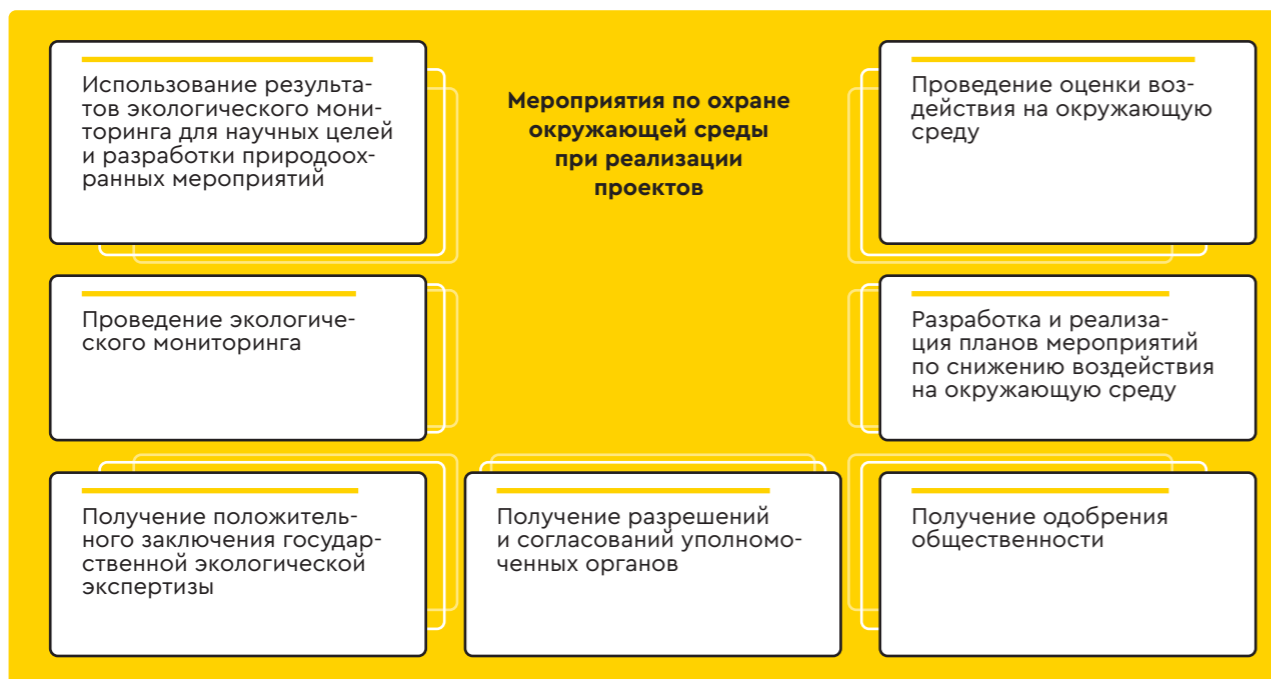 Использование результа-
тов экологического мони-
торинга для научных целей
и разработки природоох-
ранных мероприятий
Мероприятия по охране
окружающей среды
при реализации
проектов
Проведение оценки воз-
действия на окружающую
среду
Проведение экологиче-
ского мониторинга
Разработка и реализа-
ция планов мероприятий
по снижению воздействия
на окружающую среду
Получение положитель-
ного заключения государ-
ственной экологической
экспертизы
Получение разрешений
и согласований уполномо-
ченных органов
Получение одобрения
общественности